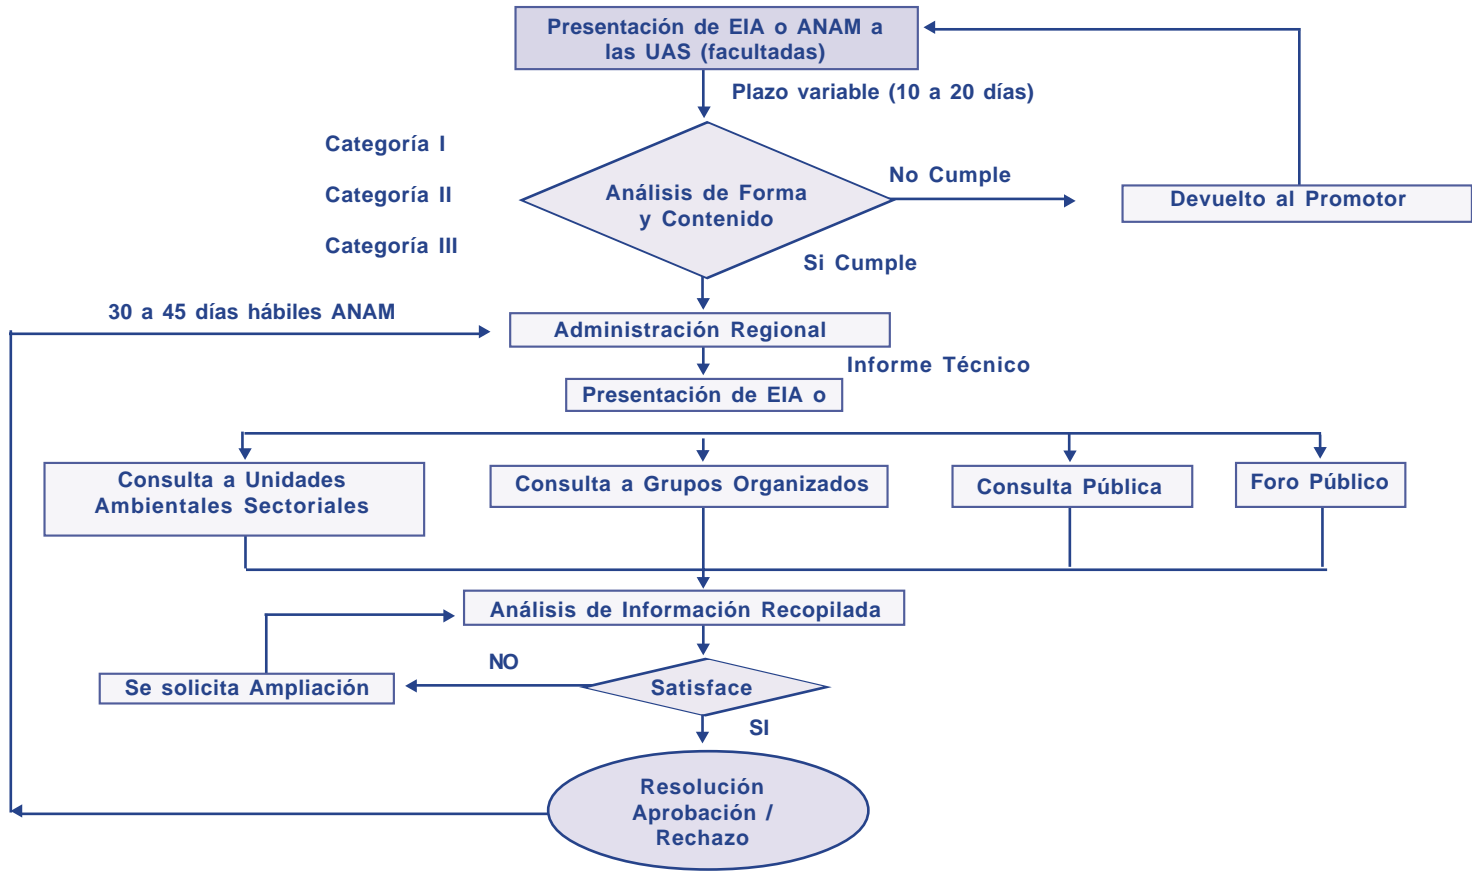 Presentación de EIA o ANAM a
las UAS (facultadas)
Plazo variable (10 a 20 días)
Categoría I
Categoría II
Categoría III
Análisis de Forma
y Contenido
No Cumple
Devuelto al Promotor
Si Cumple
30 a 45 días hábiles ANAM
Administración Regional
Informe Técnico
Presentación de EIA o
Consulta a Unidades
Ambientales Sectoriales
Consulta a Grupos Organizados
Consulta Pública
Foro Público
Análisis de Información Recopilada
NO
Se solicita Ampliación
Satisface
SI
Resolución
Aprobación /
Rechazo